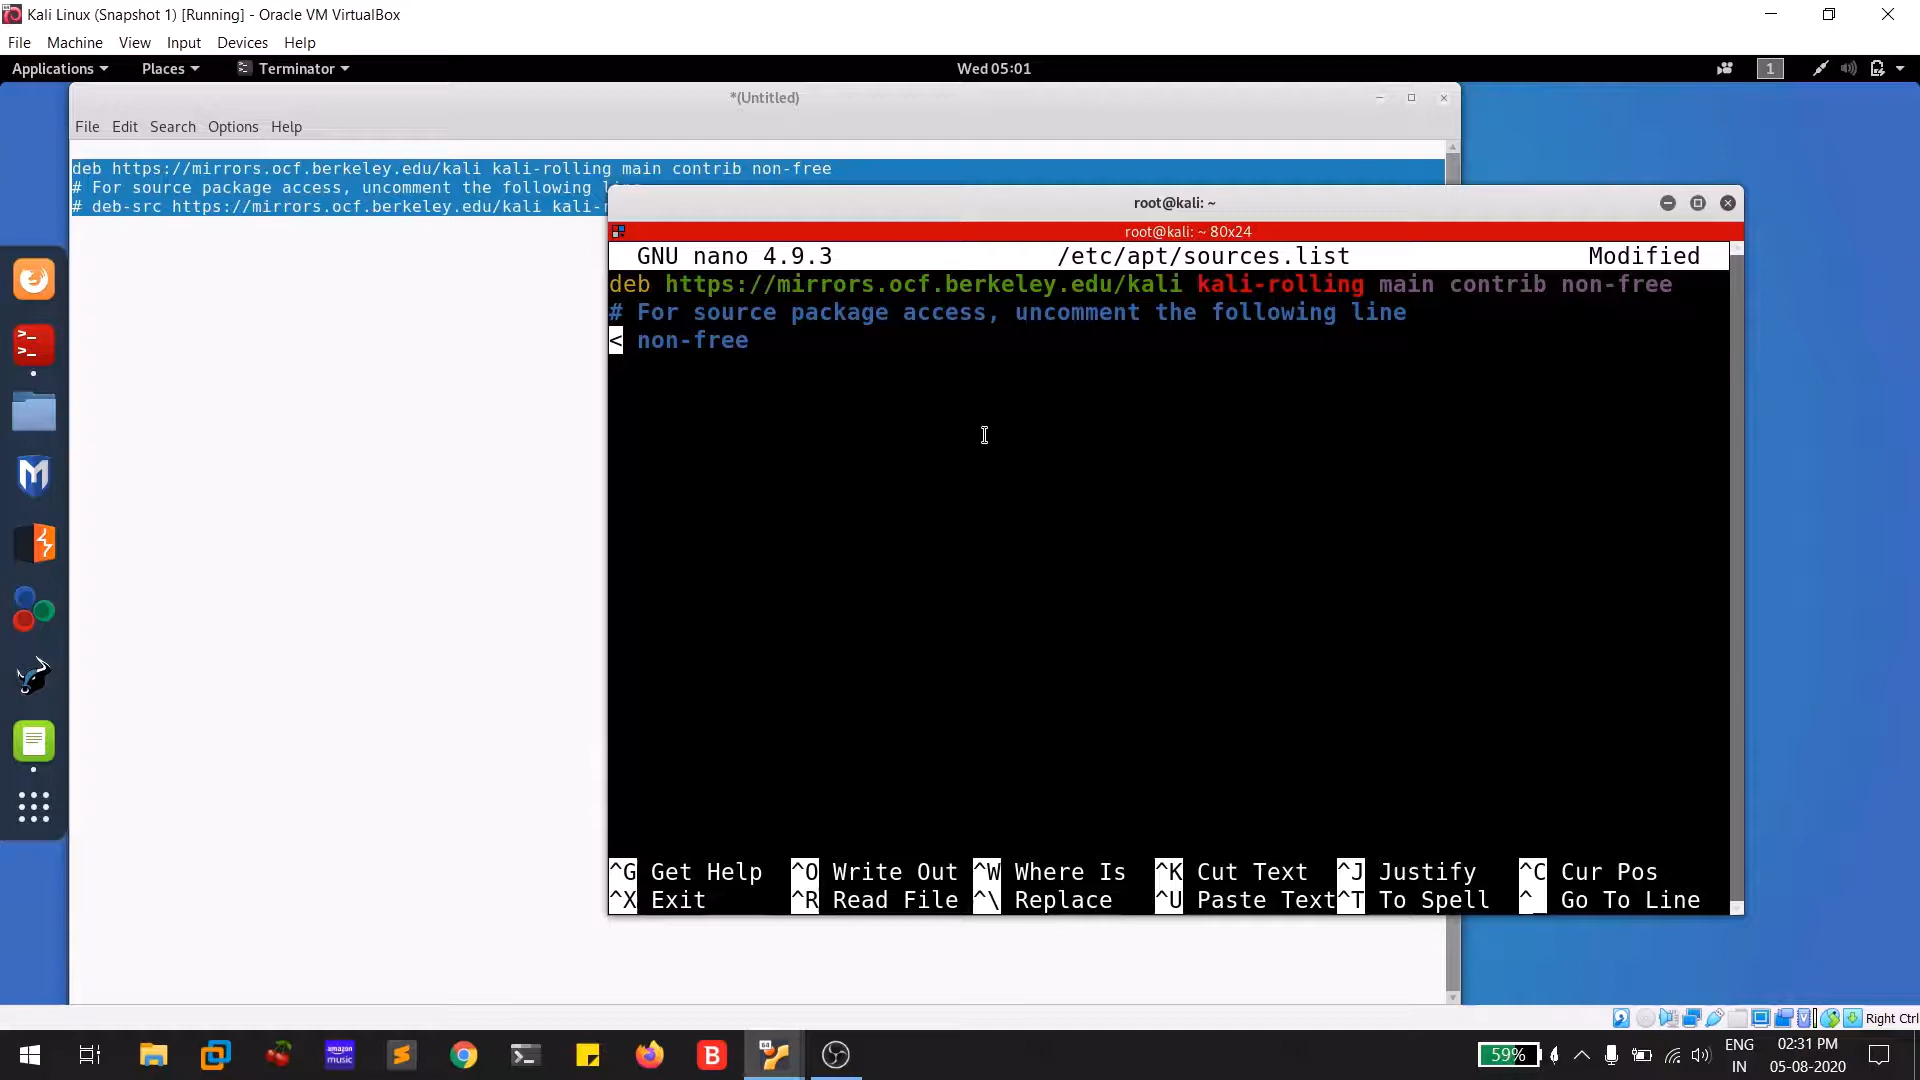 Kali Linux (Snapshot 1) [Running] - Oracle VM VirtualBox
File Machine View Input Devices Help
Applications Places Terminator Wed 05:01 1
*(Untitled)
File Edit Search Options Help
deb https://mirrors.ocf.berkeley.edu/kali kali-rolling main contrib non-free
# For source package access, uncomment the following
# deb-src https://mirrors.ocf.berkeley.edu/kali kali-
root@kali: ~
root@kali: ~ 80x24
GNU nano 4.9.3 /etc/apt/sources.list Modified
deb https://mirrors.ocf.berkeley.edu/kali kali-rolling main contrib non-free
# For source package access, uncomment the following line
< non-free
^G Get Help ^O Write Out ^W Where Is ^K Cut Text ^J Justify ^C Cur Pos
^X Exit ^R Read File ^\ Replace ^U Paste Text ^T To Spell ^_ Go To Line
Right Ctrl
amazon music
B
59%
ENG
IN
02:31 PM
05-08-2020